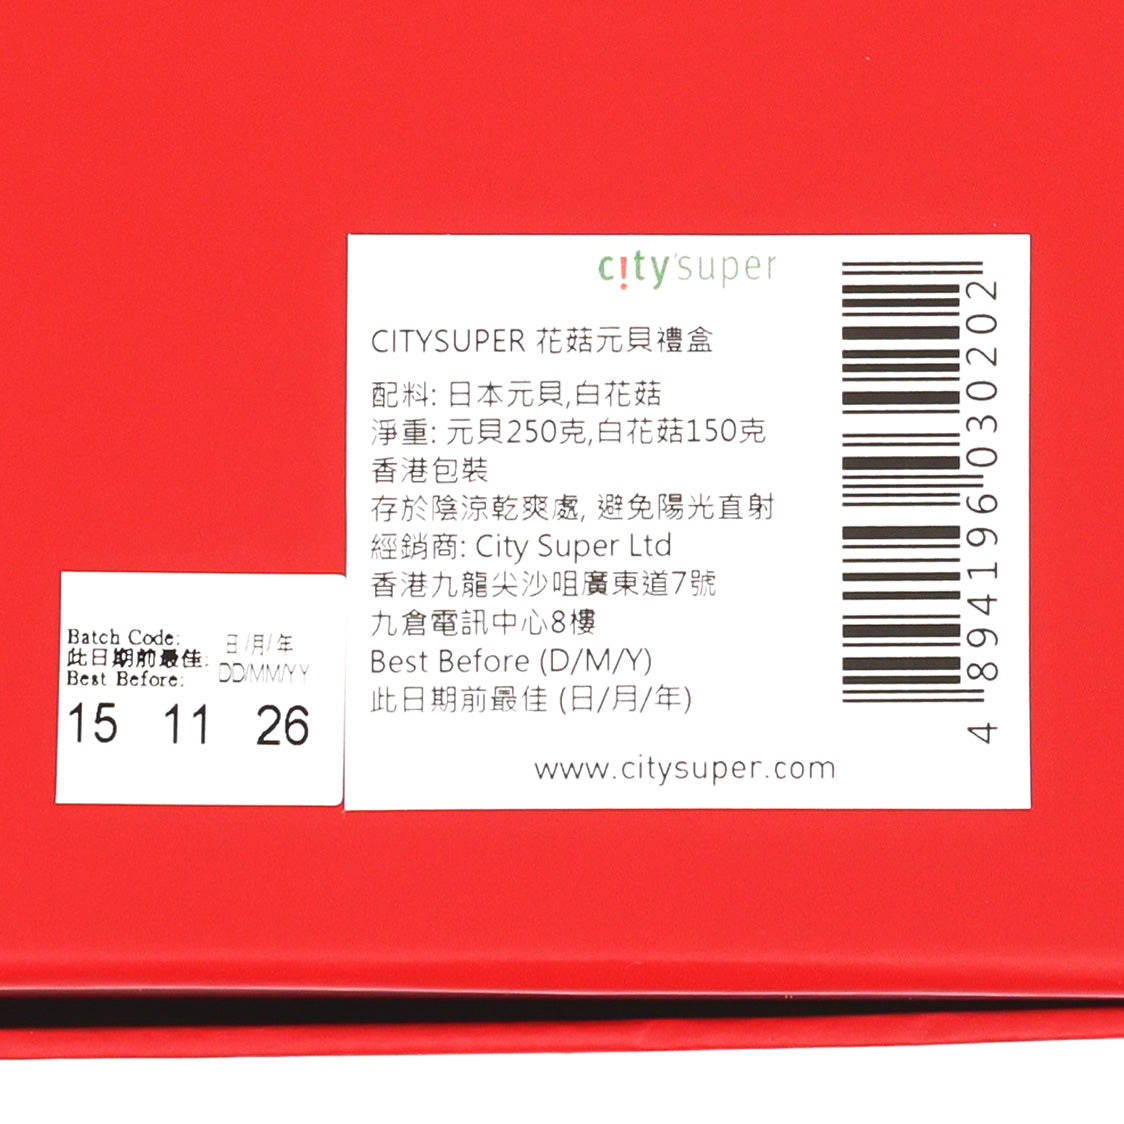 c!ty'super
CITYSUPER 花菇元貝禮盒
配料: 日本元貝,白花菇
淨重: 元貝250克,白花菇150克
香港包裝
存於陰涼乾爽處, 避免陽光直射
經銷商: City Super Ltd
香港九龍尖沙咀廣東道7號
九倉電訊中心8樓
Best Before (D/M/Y)
此日期前最佳 (日/月/年)
www.citysuper.com
4 894196 030202
Batch Code: 日/月/年
此日期前最佳: DD/MM/YY
Best Before:
15 11 26